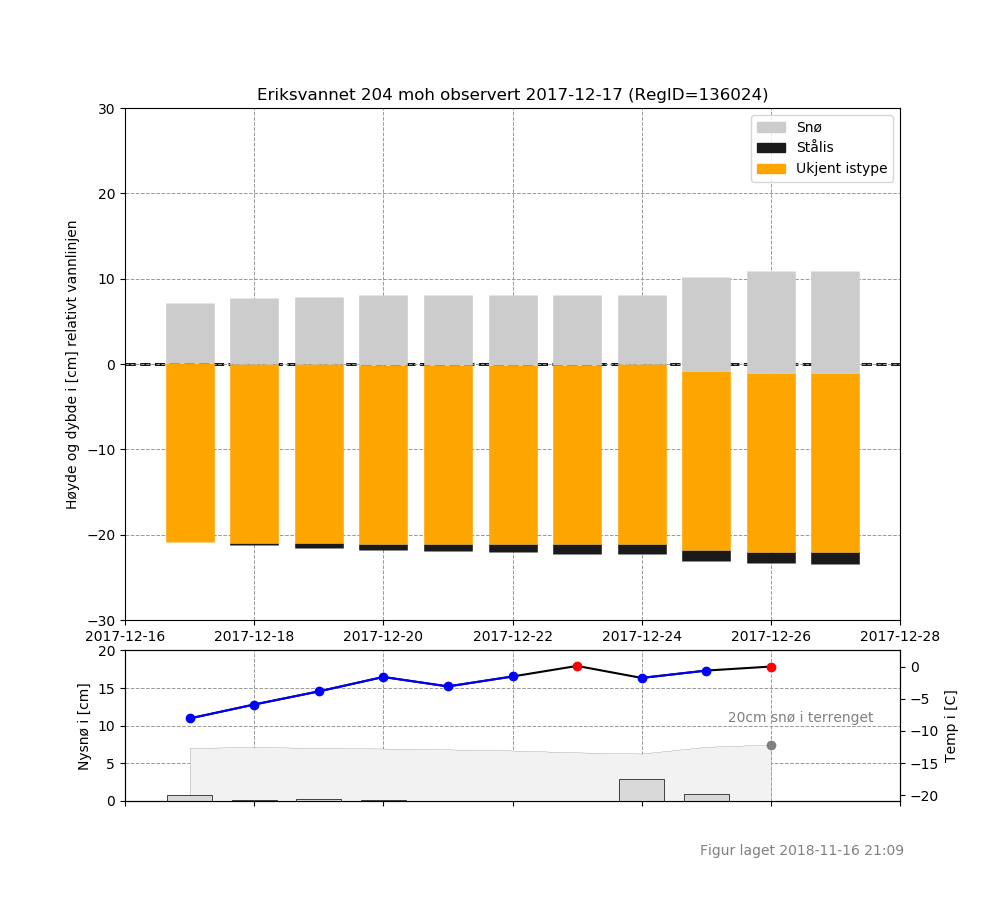 Eriksvannet 204 moh observert 2017-12-17 (RegID=136024)
Snø
Stålis
Ukjent istype
Høyde og dybde i [cm] relativt vannlinjen
30
20
10
0
−10
−20
−30
2017-12-16 2017-12-18 2017-12-20 2017-12-22 2017-12-24 2017-12-26 2017-12-28
Nysnø i [cm]
20
15
10
5
0
20cm snø i terrenget
Temp i [C]
0
−5
−10
−15
−20
Figur laget 2018-11-16 21:09